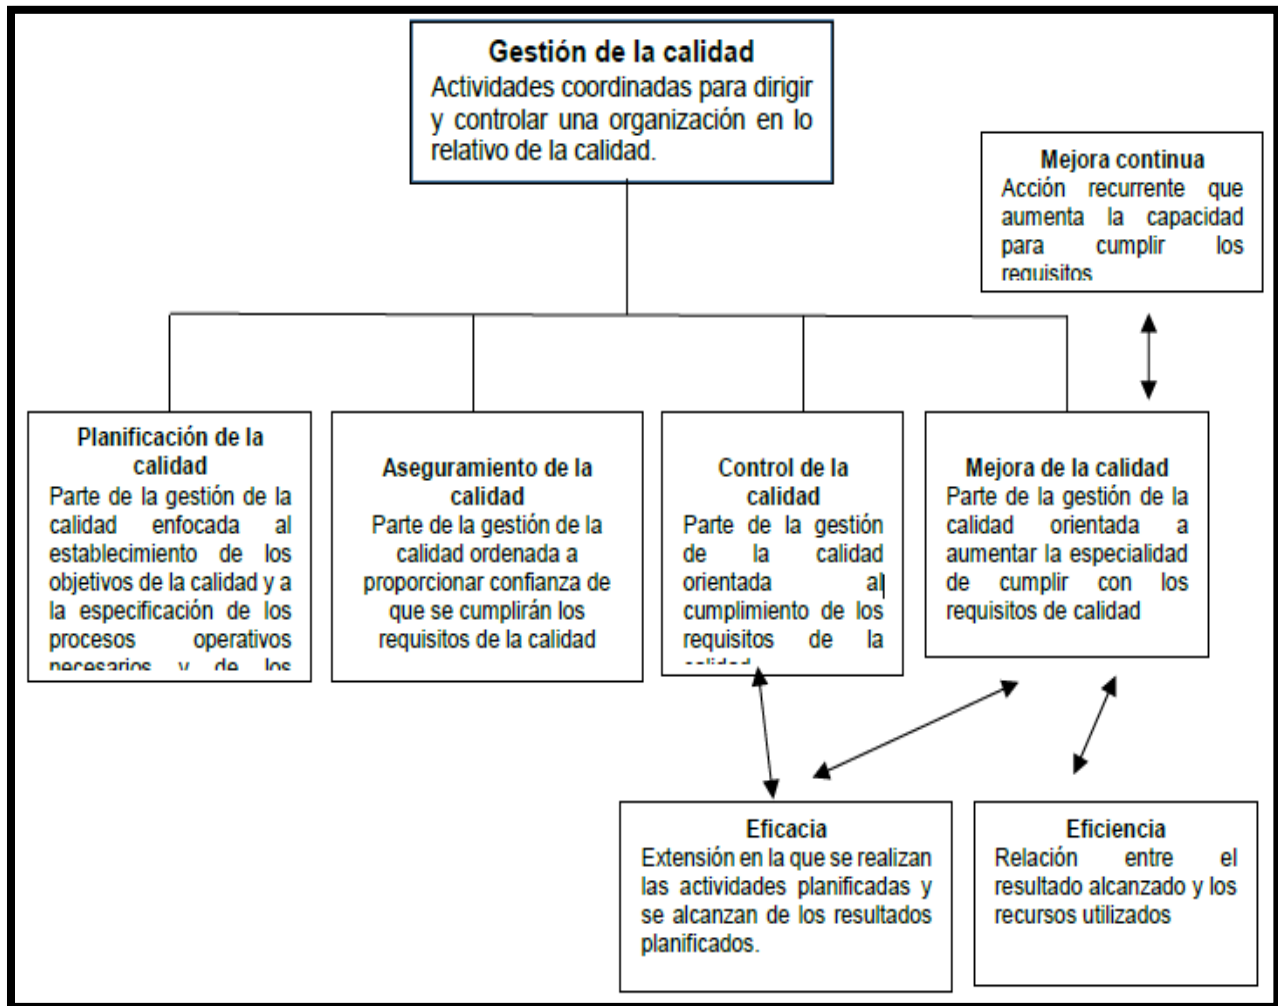 Gestión de la calidad
Actividades coordinadas para dirigir
y controlar una organización en lo
relativo de la calidad.
Mejora continua
Acción recurrente que
aumenta la capacidad
para cumplir los
requisitos
Planificación de la
calidad
Parte de la gestión de la
calidad enfocada al
establecimiento de los
objetivos de la calidad y a
la especificación de los
procesos operativos
necesarios y de los
Aseguramiento de la
calidad
Parte de la gestión de la
calidad ordenada a
proporcionar confianza de
que se cumplirán los
requisitos de la calidad
Control de la
calidad
Parte de la gestión
de la calidad
orientada al
cumplimiento de los
requisitos de la
calidad
Mejora de la calidad
Parte de la gestión de la
calidad orientada a
aumentar la especialidad
de cumplir con los
requisitos de calidad
Eficacia
Extensión en la que se realizan
las actividades planificadas y
se alcanzan de los resultados
planificados.
Eficiencia
Relación entre el
resultado alcanzado y los
recursos utilizados